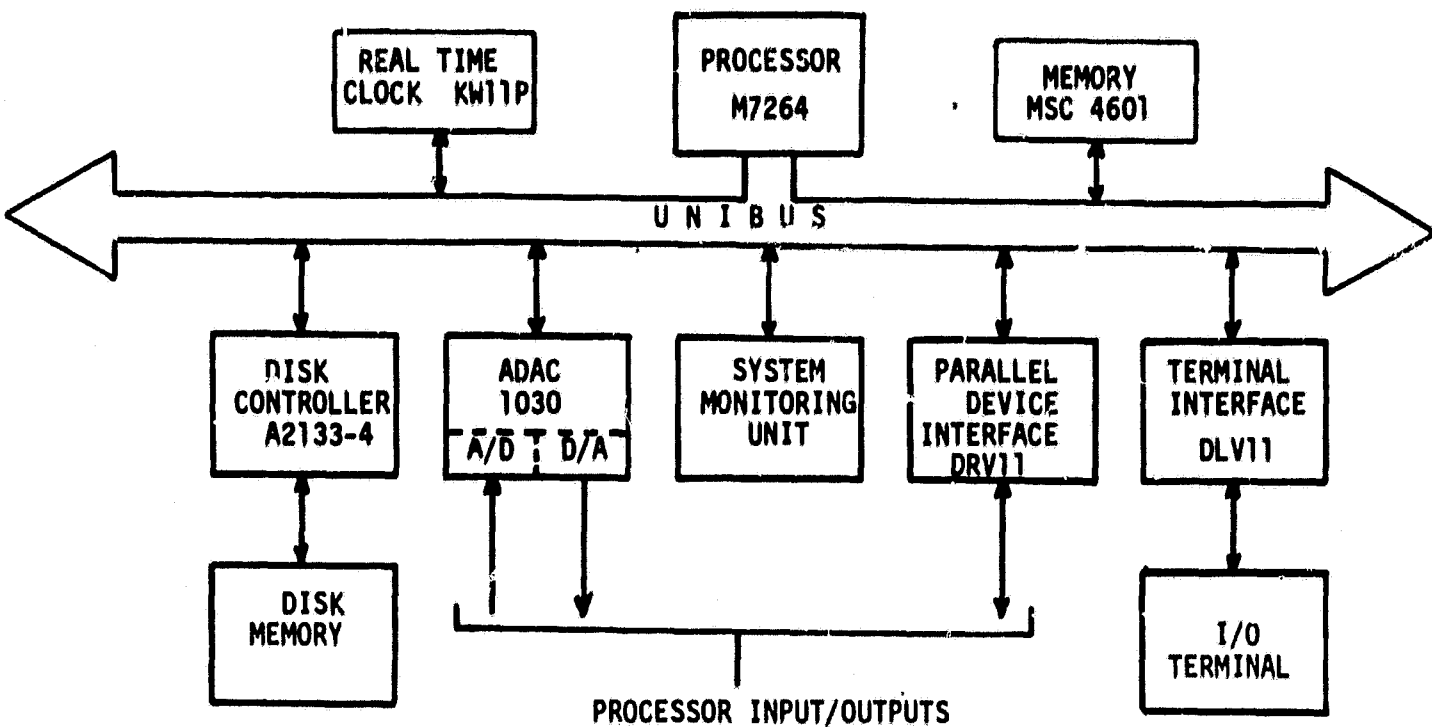 REAL TIME
CLOCK KW11P
PROCESSOR
M7264
MEMORY
MSC 4601
UNIBUS
DISK
CONTROLLER
A2133-4
ADAC
1030
A/D
D/A
SYSTEM
MONITORING
UNIT
PARALLEL
DEVICE
INTERFACE
DRV11
TERMINAL
INTERFACE
DLV11
DISK
MEMORY
I/O
TERMINAL
PROCESSOR INPUT/OUTPUTS